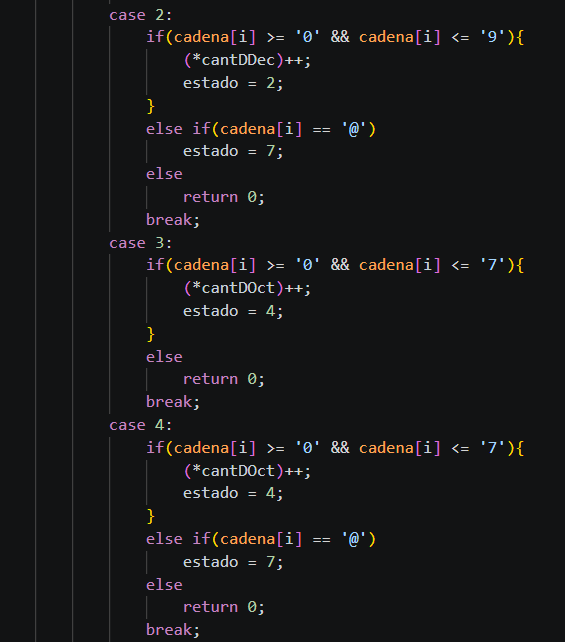 case 2:
if(cadena[i] >= '0' && cadena[i] <= '9'){
(*cantDDec)++;
estado = 2;
}
else if(cadena[i] == '@')
estado = 7;
else
return 0;
break;
case 3:
if(cadena[i] >= '0' && cadena[i] <= '7'){
(*cantDOct)++;
estado = 4;
}
else
return 0;
break;
case 4:
if(cadena[i] >= '0' && cadena[i] <= '7'){
(*cantDOct)++;
estado = 4;
}
else if(cadena[i] == '@')
estado = 7;
else
return 0;
break;